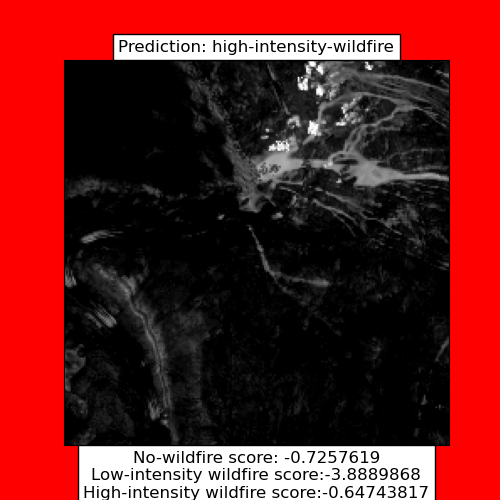 Prediction: high-intensity-wildfire
No-wildfire score: -0.7257619
Low-intensity wildfire score:-3.8889868
High-intensity wildfire score:-0.64743817